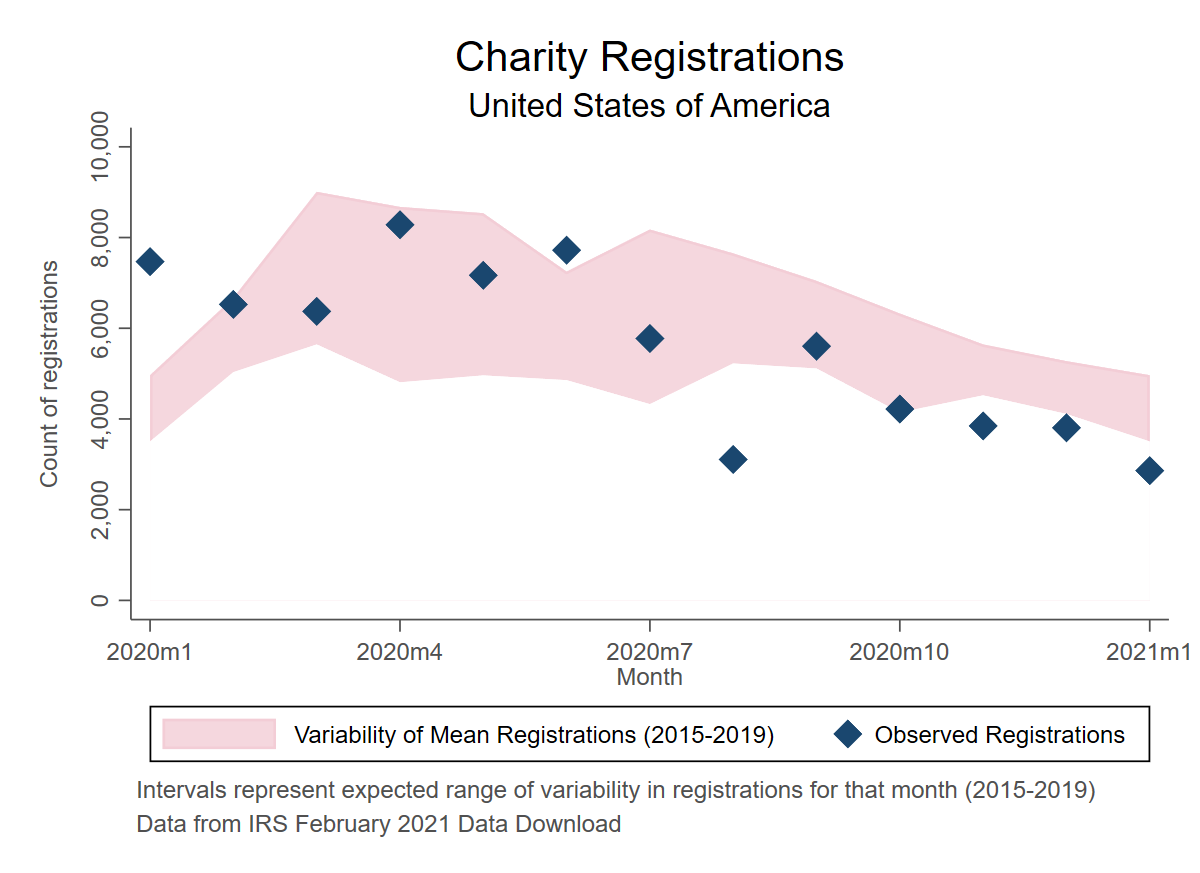 Charity Registrations
United States of America
Count of registrations
10,000
8,000
6,000
4,000
2,000
0
2020m1 2020m4 2020m7 2020m10 2021m1
Month
Variability of Mean Registrations (2015-2019) Observed Registrations
Intervals represent expected range of variability in registrations for that month (2015-2019)
Data from IRS February 2021 Data Download